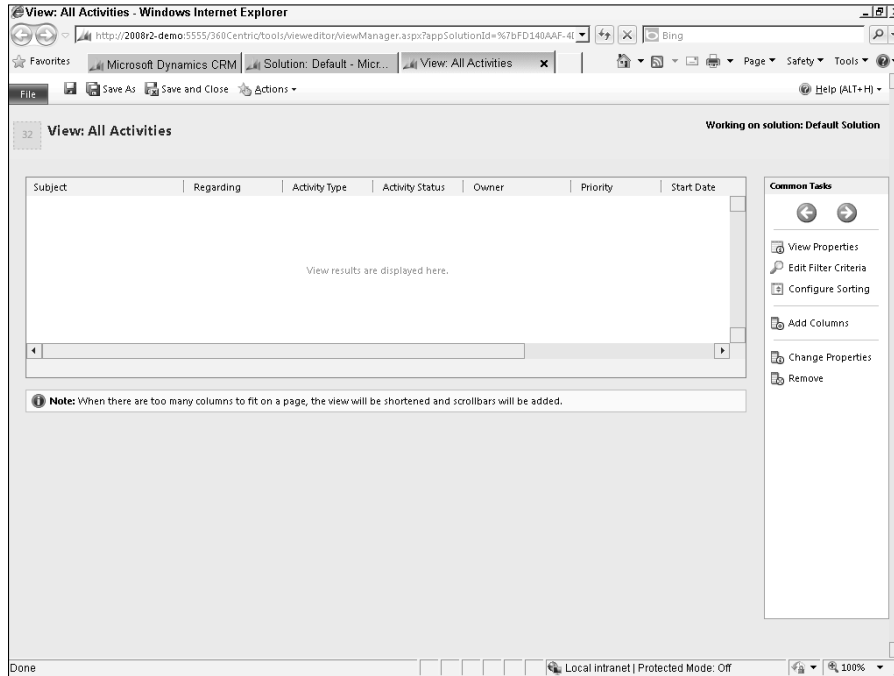 View: All Activities - Windows Internet Explorer
http://2008r2-demo:5555/360Centric/tools/vieweditor/viewManager.aspx?appSolutionId=%7bFD140AAF-4D
Bing
Favorites
Microsoft Dynamics CRM
Solution: Default - Micr...
View: All Activities
Page
Safety
Tools
File
Save As
Save and Close
Actions
Help (ALT+H)
32
View: All Activities
Working on solution: Default Solution
Subject Regarding Activity Type Activity Status Owner Priority Start Date
View results are displayed here.
Note: When there are too many columns to fit on a page, the view will be shortened and scrollbars will be added.
Common Tasks
View Properties
Edit Filter Criteria
Configure Sorting
Add Columns
Change Properties
Remove
Done
Local intranet | Protected Mode: Off
100%